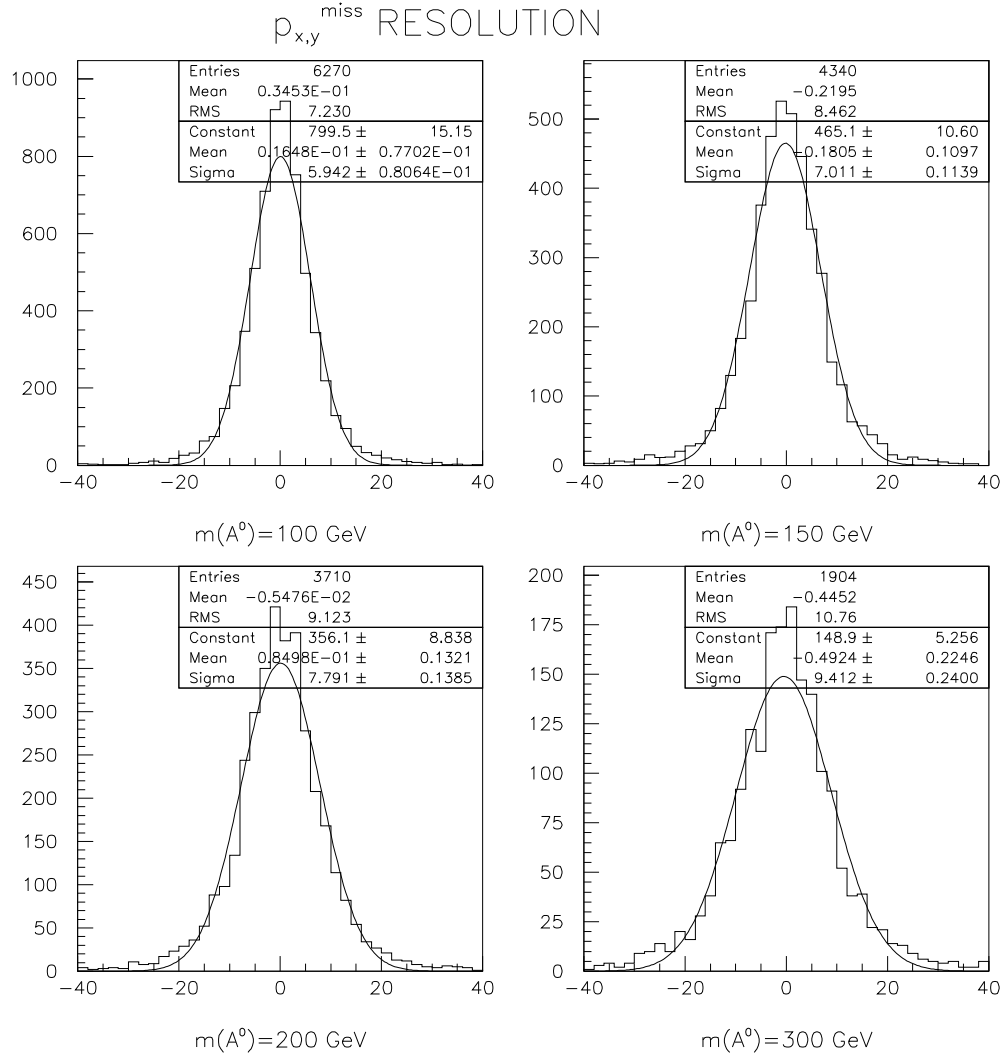 p x,y miss RESOLUTION
Entries 6270
Mean 0.3453E-01
RMS 7.230
Constant 799.5 ± 15.15
Mean 0.1648E-01 ± 0.7702E-01
Sigma 5.942 ± 0.8064E-01
1000
800
600
400
200
0
-40 -20 0 20 40
m(A⁰)=100 GeV
Entries 4340
Mean -0.2195
RMS 8.462
Constant 465.1 ± 10.60
Mean -0.1805 ± 0.1097
Sigma 7.011 ± 0.1139
500
400
300
200
100
0
-40 -20 0 20 40
m(A⁰)=150 GeV
Entries 3710
Mean -0.5476E-02
RMS 9.123
Constant 356.1 ± 8.838
Mean 0.8498E-01 ± 0.1321
Sigma 7.791 ± 0.1385
450
400
350
300
250
200
150
100
50
0
-40 -20 0 20 40
m(A⁰)=200 GeV
Entries 1904
Mean -0.4452
RMS 10.76
Constant 148.9 ± 5.256
Mean -0.4924 ± 0.2246
Sigma 9.412 ± 0.2400
200
175
150
125
100
75
50
25
0
-40 -20 0 20 40
m(A⁰)=300 GeV